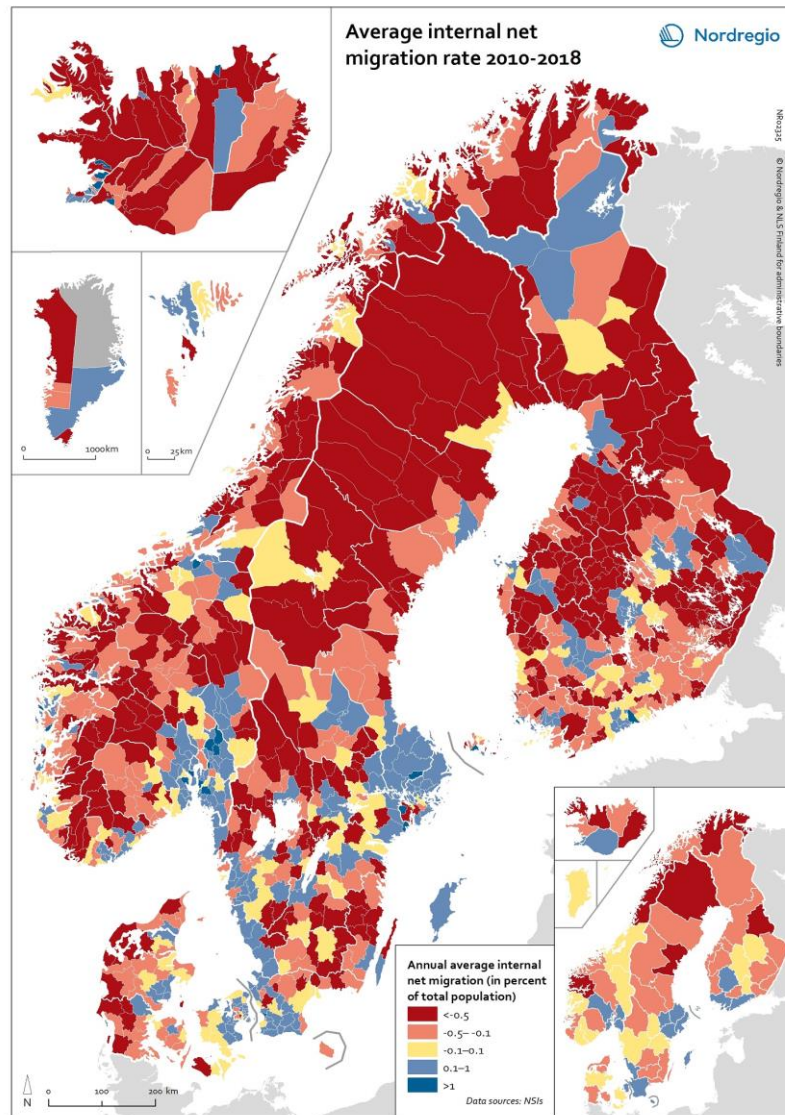 Average internal net
migration rate 2010-2018
Nordregio
NR02325
© Nordregio & NLS Finland for administrative boundaries
0 1000km
0 25km
Annual average internal
net migration (in percent
of total population)
<-0.5
-0.5– -0.1
-0.1–0.1
0.1–1
>1
Data sources: NSIs
N
0 100 200 km